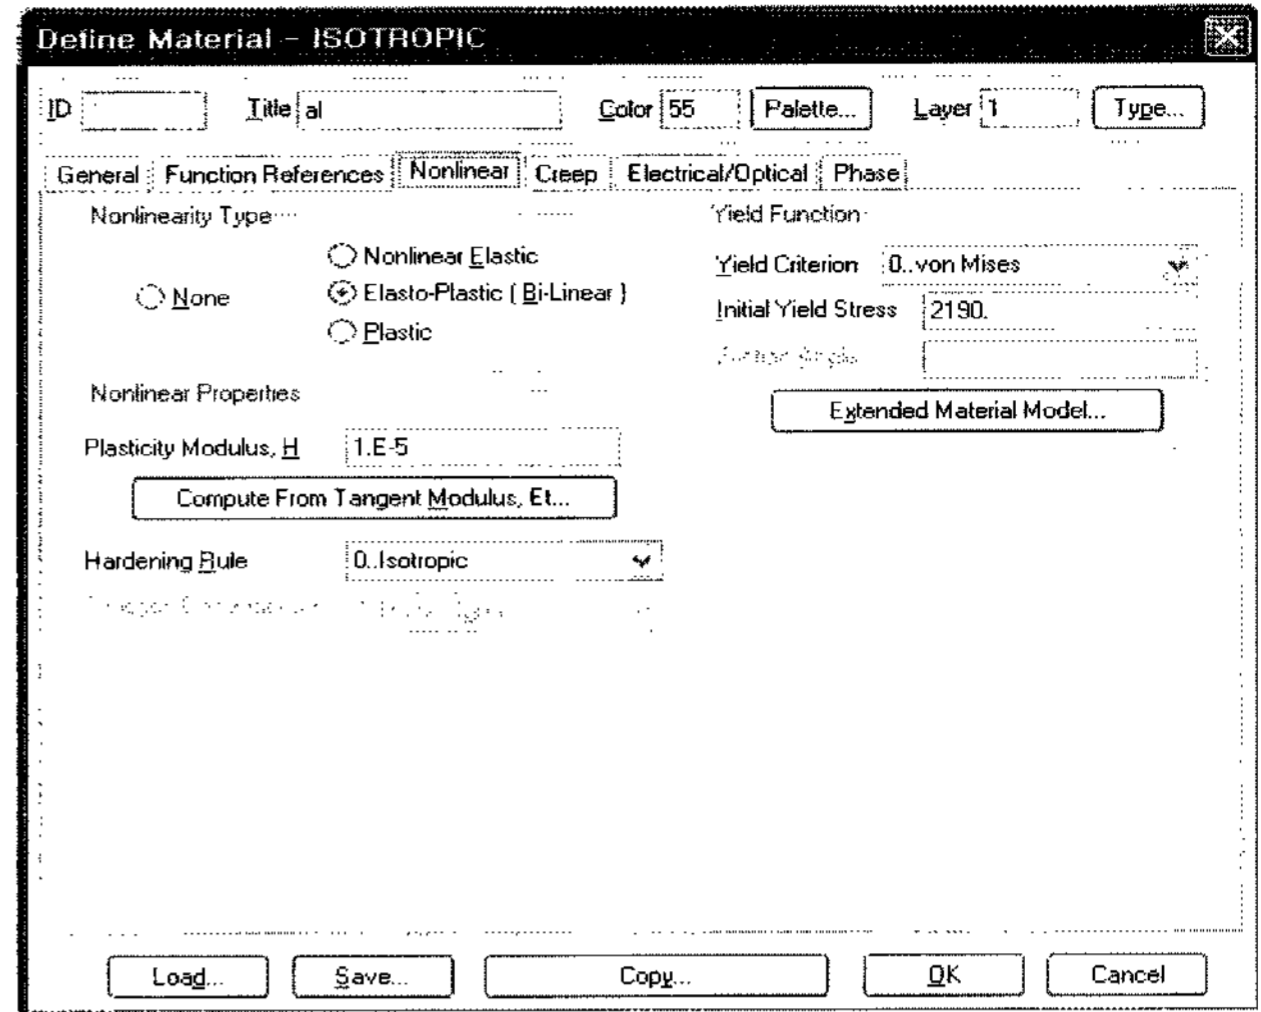 Define Material - ISOTROPIC
ID Title al Color 55 Palette... Layer 1 Type...
General Function References Nonlinear Creep Electrical/Optical Phase
Nonlinearity Type
None
Nonlinear Elastic
Elasto-Plastic ( Bi-Linear )
Plastic
Nonlinear Properties
Plasticity Modulus, H 1.E-5
Compute From Tangent Modulus, Et...
Hardening Rule 0..Isotropic
Yield Function
Yield Criterion 0..von Mises
Initial Yield Stress 2190.
Extended Material Model...
Load... Save... Copy... OK Cancel